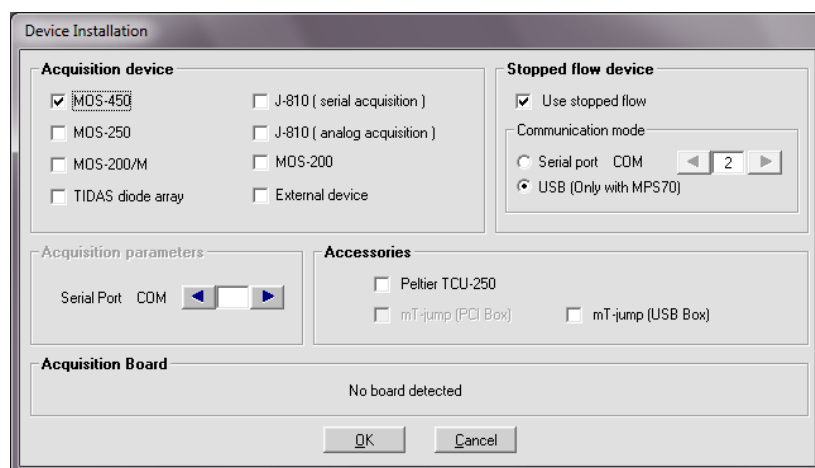 Device Installation
Acquisition device
MOS-450
J-810 ( serial acquisition )
MOS-250
J-810 ( analog acquisition )
MOS-200/M
MOS-200
TIDAS diode array
External device
Stopped flow device
Use stopped flow
Communication mode
Serial port COM 2
USB (Only with MPS70)
Acquisition parameters
Serial Port COM
Accessories
Peltier TCU-250
mT-jump (PCI Box) mT-jump (USB Box)
Acquisition Board
No board detected
OK Cancel